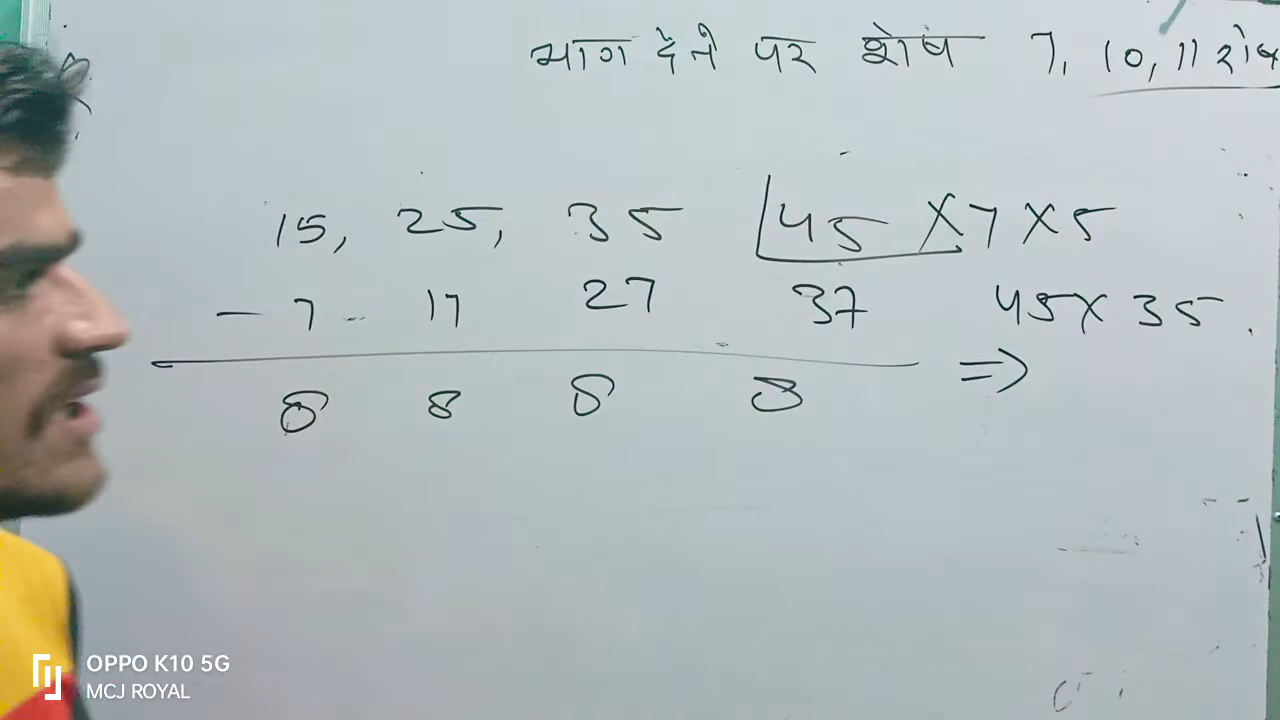 भाग देने पर शेष 7, 10, 11 शेष
15, 25, 35 45 X 7 X 5
- 7 17 27 37 45 X 35
8 8 8 8 =>
OPPO K10 5G
MCJ ROYAL